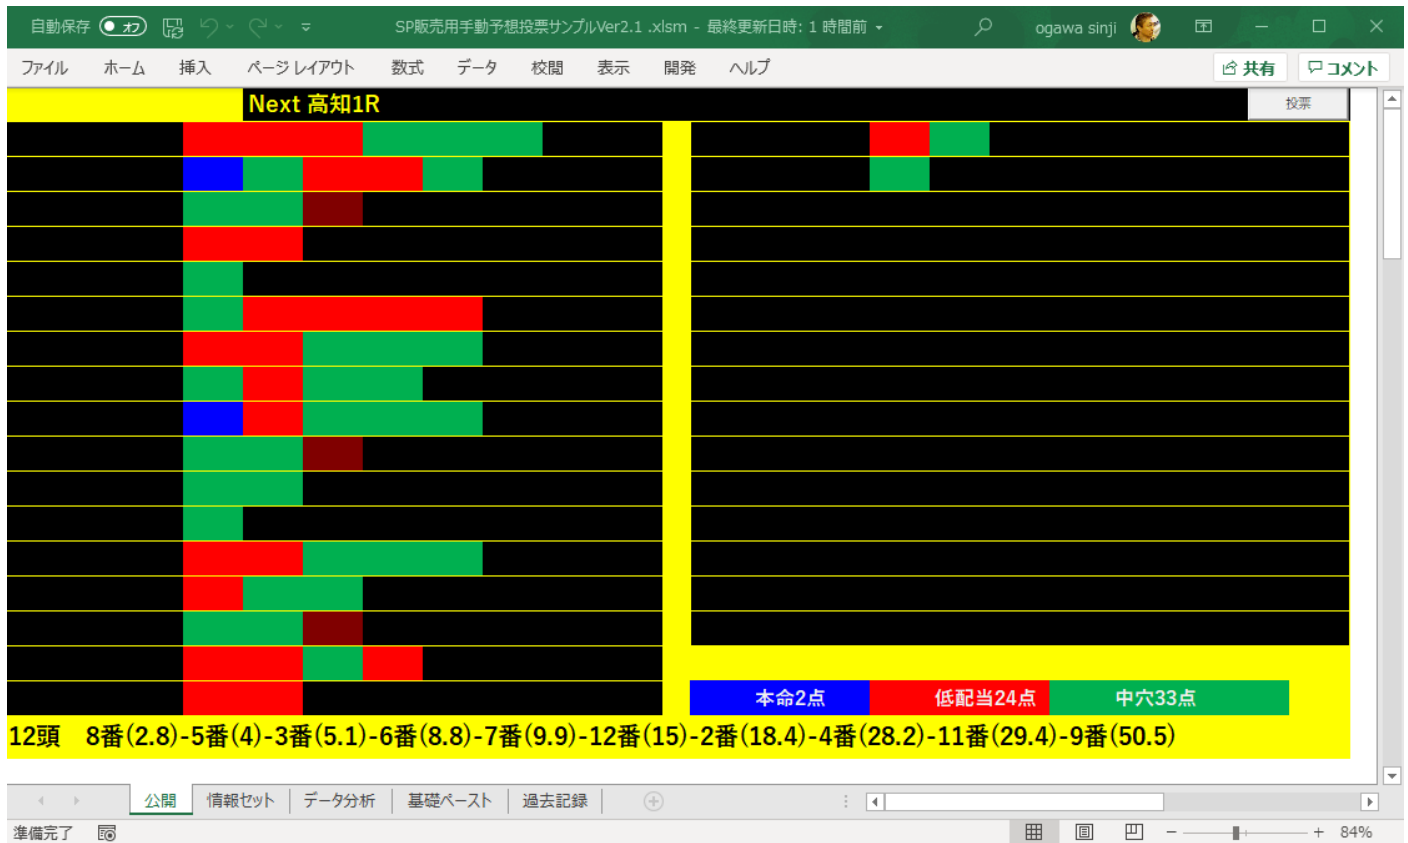 自動保存 オフ SP販売用手動予想投票サンプルVer2.1 .xlsm - 最終更新日時: 1 時間前 ogawa sinji
ファイル ホーム 挿入 ページ レイアウト 数式 データ 校閲 表示 開発 ヘルプ 共有 コメント
Next 高知1R 投票
本命2点 低配当24点 中穴33点
12頭 8番(2.8)-5番(4)-3番(5.1)-6番(8.8)-7番(9.9)-12番(15)-2番(18.4)-4番(28.2)-11番(29.4)-9番(50.5)
公開 情報セット データ分析 基礎ペースト 過去記録
準備完了 84%